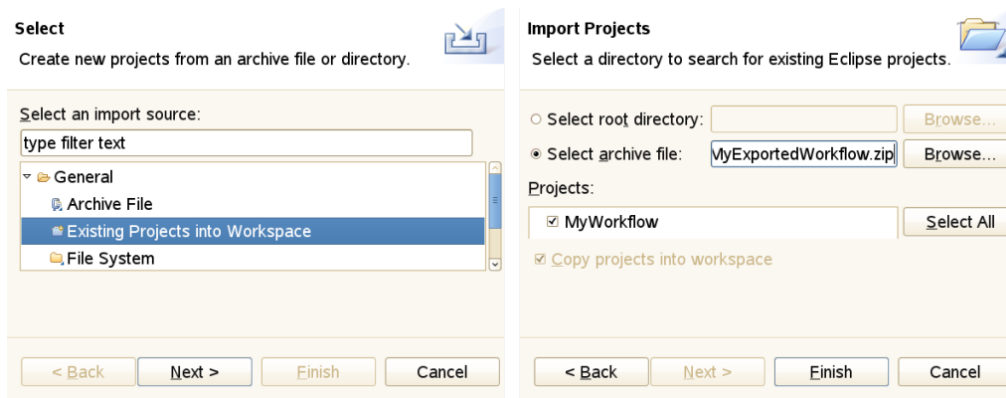 Select
Create new projects from an archive file or directory.
Select an import source:
type filter text
General
Archive File
Existing Projects into Workspace
File System
< Back Next > Finish Cancel
Import Projects
Select a directory to search for existing Eclipse projects.
Select root directory: Browse...
Select archive file: MyExportedWorkflow.zip Browse...
Projects:
MyWorkflow Select All
Copy projects into workspace
< Back Next > Finish Cancel